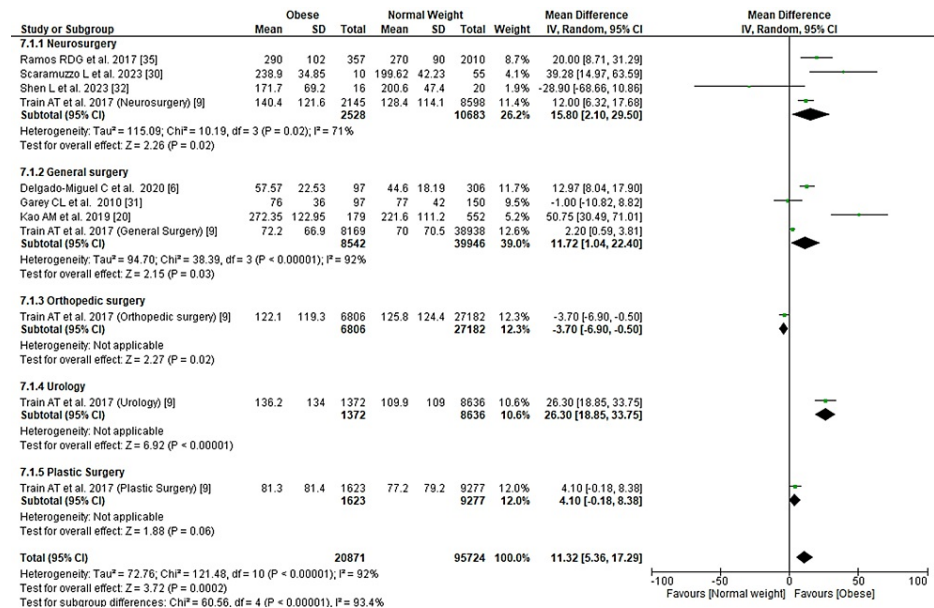 Obese Normal Weight Mean Difference Mean Difference
Study or Subgroup Mean SD Total Mean SD Total Weight IV, Random, 95% CI IV, Random, 95% CI
7.1.1 Neurosurgery
Ramos RDG et al. 2017 [35] 290 102 357 270 90 2010 8.7% 20.00 [8.71, 31.29]
Scaramuzzo L et al. 2023 [30] 238.9 34.85 10 199.62 42.23 55 4.1% 39.28 [14.97, 63.59]
Shen L et al. 2023 [32] 171.7 69.2 16 200.6 47.4 20 1.9% -28.90 [-68.66, 10.86]
Train AT et al. 2017 (Neurosurgery) [9] 140.4 121.6 2145 128.4 114.1 8598 11.4% 12.00 [6.32, 17.68]
Subtotal (95% CI) 2528 10683 26.2% 15.80 [2.10, 29.50]
Heterogeneity: Tau² = 115.09; Chi² = 10.19, df = 3 (P = 0.02); I² = 71%
Test for overall effect: Z = 2.26 (P = 0.02)
7.1.2 General surgery
Delgado-Miguel C et al. 2020 [6] 57.57 22.53 97 44.6 18.19 306 11.7% 12.97 [8.04, 17.90]
Garey CL et al. 2010 [31] 76 36 97 77 42 150 9.4% -1.00 [-10.82, 8.82]
Kao AM et al. 2019 [20] 272.35 122.95 179 221.6 111.2 552 5.2% 50.75 [30.49, 71.01]
Train AT et al. 2017 (General Surgery) [9] 72.2 66.9 8169 70 70.5 38938 12.6% 2.20 [0.59, 3.81]
Subtotal (95% CI) 8542 39946 39.0% 11.72 [1.04, 22.40]
Heterogeneity: Tau² = 94.70; Chi² = 38.39, df = 3 (P < 0.00001); I² = 92%
Test for overall effect: Z = 2.15 (P = 0.03)
7.1.3 Orthopedic surgery
Train AT et al. 2017 (Orthopedic surgery) [9] 122.1 119.3 6806 125.8 124.4 27182 12.3% -3.70 [-6.90, -0.50]
Subtotal (95% CI) 6806 27182 12.3% -3.70 [-6.90, -0.50]
Heterogeneity: Not applicable
Test for overall effect: Z = 2.27 (P = 0.02)
7.1.4 Urology
Train AT et al. 2017 (Urology) [9] 136.2 134 1372 109.9 109 8636 10.6% 26.30 [18.85, 33.75]
Subtotal (95% CI) 1372 8636 10.6% 26.30 [18.85, 33.75]
Heterogeneity: Not applicable
Test for overall effect: Z = 6.92 (P < 0.00001)
7.1.5 Plastic Surgery
Train AT et al. 2017 (Plastic Surgery) [9] 81.3 81.4 1623 77.2 79.2 9277 12.0% 4.10 [-0.18, 8.38]
Subtotal (95% CI) 1623 9277 12.0% 4.10 [-0.18, 8.38]
Heterogeneity: Not applicable
Test for overall effect: Z = 1.88 (P = 0.06)
Total (95% CI) 20871 95724 100.0% 11.32 [5.36, 17.29]
Heterogeneity: Tau² = 72.76; Chi² = 121.48, df = 10 (P < 0.00001); I² = 92%
Test for overall effect: Z = 3.72 (P = 0.0002)
Test for subgroup differences: Chi² = 60.56, df = 4 (P < 0.00001), I² = 93.4%
-100 -50 0 50 100
Favours [Normal weight] Favours [Obese]